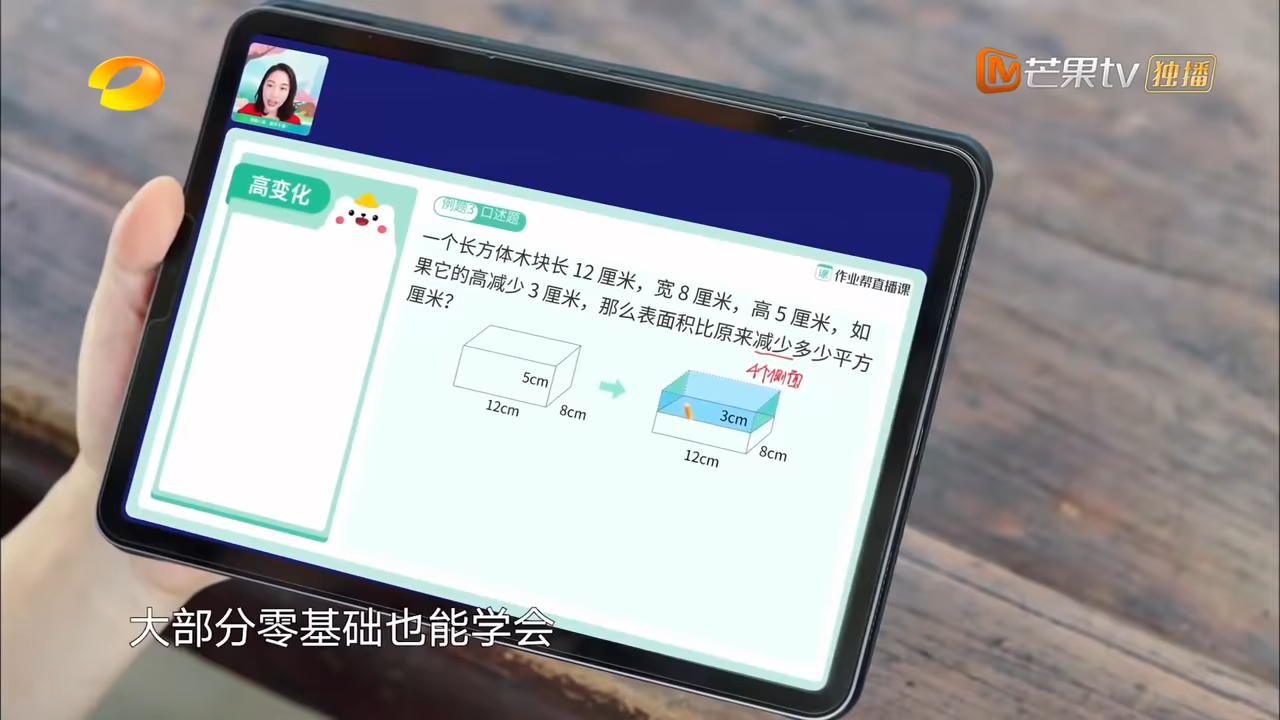 芒果tv 独播
高变化
例题3 口述题
课 作业帮直播课
一个长方体木块长 12 厘米，宽 8 厘米，高 5 厘米，如
果它的高减少 3 厘米，那么表面积比原来减少多少平方
厘米？
4个侧面
5cm
12cm
8cm
3cm
12cm
8cm
大部分零基础也能学会